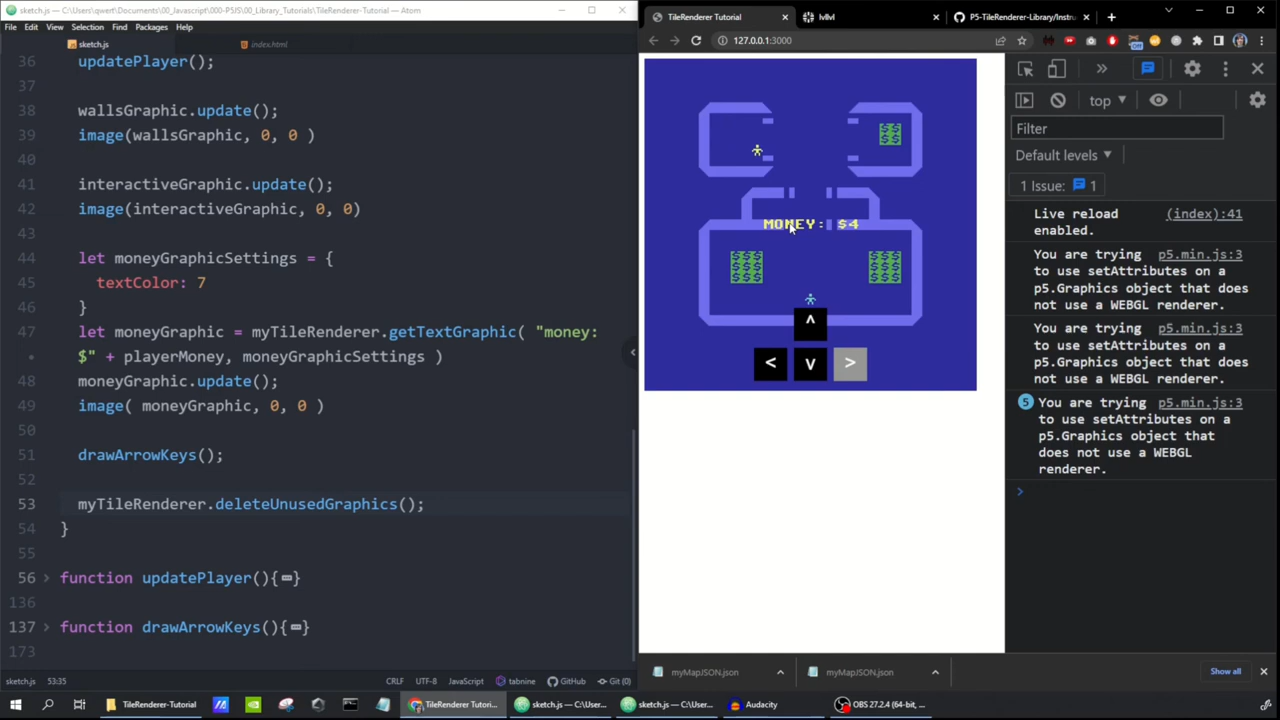 sketch.js — C:\Users\qwert\Documents\00_Javascript\000-P5JS\00_Library_Tutorials\TileRenderer-Tutorial — Atom
File Edit View Selection Find Packages Help
sketch.js index.html
36 updatePlayer();
37
38 wallsGraphic.update();
39 image(wallsGraphic, 0, 0 )
40
41 interactiveGraphic.update();
42 image(interactiveGraphic, 0, 0)
43
44 let moneyGraphicSettings = {
45 textColor: 7
46 }
47 let moneyGraphic = myTileRenderer.getTextGraphic( "money:
• $" + playerMoney, moneyGraphicSettings )
48 moneyGraphic.update();
49 image( moneyGraphic, 0, 0 )
50
51 drawArrowKeys();
52
53 myTileRenderer.deleteUnusedGraphics();
54 }
55
56 function updatePlayer(){ }
136
137 function drawArrowKeys(){ }
173
sketch.js 53:35 CRLF UTF-8 JavaScript tabnine GitHub Git (0)
TileRenderer Tutorial lvllvl P5-TileRenderer-Library/Instru
127.0.0.1:3000
MONEY: $4
^
< v >
top
Filter
Default levels
1 Issue: 1
Live reload enabled. (index):41
You are trying p5.min.js:3
to use setAttributes on a
p5.Graphics object that
does not use a WEBGL
renderer.
You are trying p5.min.js:3
to use setAttributes on a
p5.Graphics object that
does not use a WEBGL
renderer.
5 You are trying p5.min.js:3
to use setAttributes on a
p5.Graphics object that
does not use a WEBGL
renderer.
myMapJSON.json myMapJSON.json Show all
TileRenderer-Tutorial TileRenderer Tutori... sketch.js — C:\Use... sketch.js — C:\Use... Audacity OBS 27.2.4 (64-bit, ...